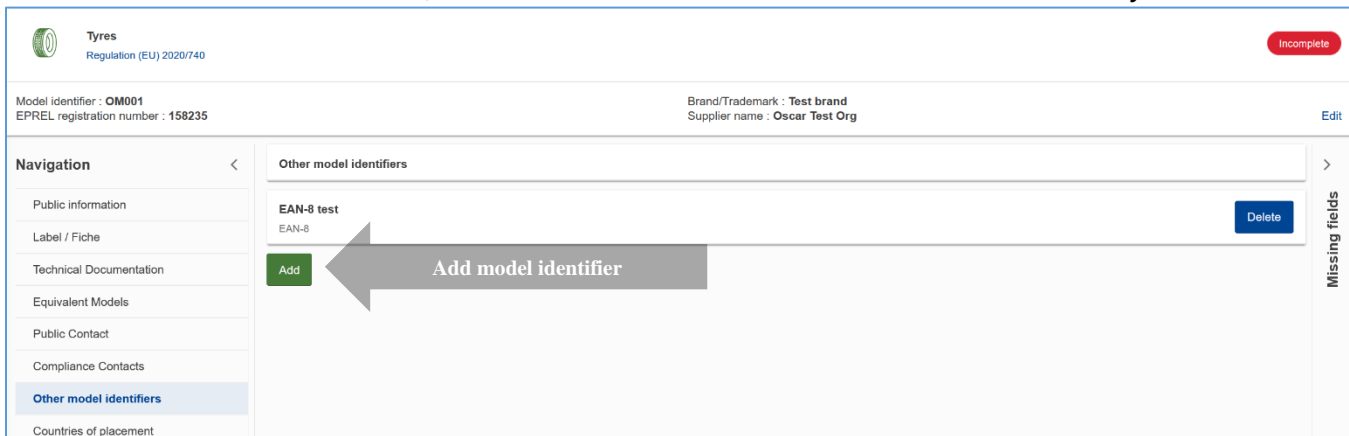 Tyres
Regulation (EU) 2020/740
Incomplete
Model identifier : OM001
EPREL registration number : 158235
Brand/Trademark : Test brand
Supplier name : Oscar Test Org
Edit
Navigation
Public information
Label / Fiche
Technical Documentation
Equivalent Models
Public Contact
Compliance Contacts
Other model identifiers
Countries of placement
Other model identifiers
EAN-8 test
EAN-8
Delete
Add
Add model identifier
Missing fields